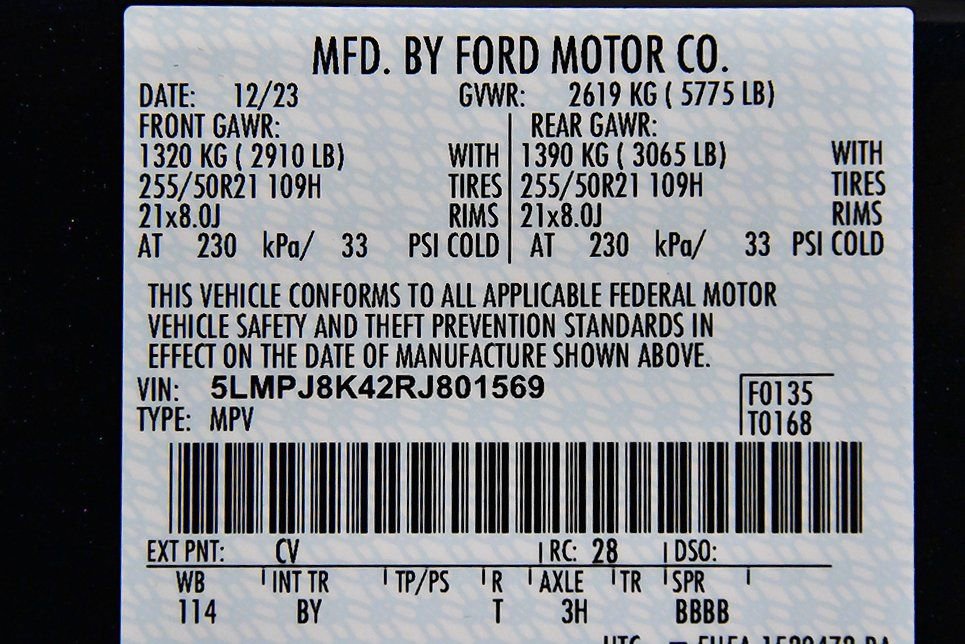 MFD. BY FORD MOTOR CO.
DATE: 12/23 GVWR: 2619 KG ( 5775 LB)
FRONT GAWR: REAR GAWR:
1320 KG ( 2910 LB) WITH 1390 KG ( 3065 LB) WITH
255/50R21 109H TIRES 255/50R21 109H TIRES
21x8.0J RIMS 21x8.0J RIMS
AT 230 kPa/ 33 PSI COLD AT 230 kPa/ 33 PSI COLD
THIS VEHICLE CONFORMS TO ALL APPLICABLE FEDERAL MOTOR
VEHICLE SAFETY AND THEFT PREVENTION STANDARDS IN
EFFECT ON THE DATE OF MANUFACTURE SHOWN ABOVE.
VIN: 5LMPJ8K42RJ801569 F0135
TYPE: MPV T0168
EXT PNT: CV RC: 28 DSO:
WB INT TR TP/PS R AXLE TR SPR
114 BY T 3H BBBB